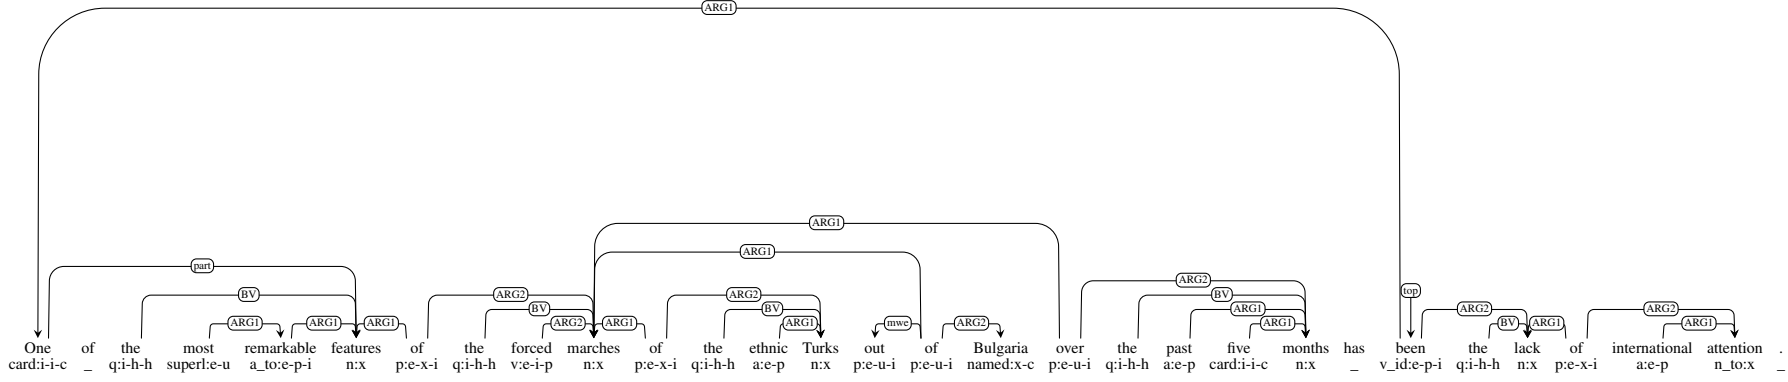 ARG1
ARG1
ARG1
part
ARG2
BV ARG2 ARG2 BV top
BV ARG2 BV ARG1 ARG2 ARG2
ARG1 ARG1 ARG1 ARG2 ARG1 ARG1 mwe ARG2 ARG1 BV ARG1 ARG1
One of the most remarkable features of the forced marches of the ethnic Turks out of Bulgaria over the past five months has been the lack of international attention .
card:i-i-c _ q:i-h-h superl:e-u a_to:e-p-i n:x p:e-x-i q:i-h-h v:e-i-p n:x p:e-x-i q:i-h-h a:e-p n:x p:e-u-i p:e-u-i named:x-c p:e-u-i q:i-h-h a:e-p card:i-i-c n:x _ v_id:e-p-i q:i-h-h n:x p:e-x-i a:e-p n_to:x _